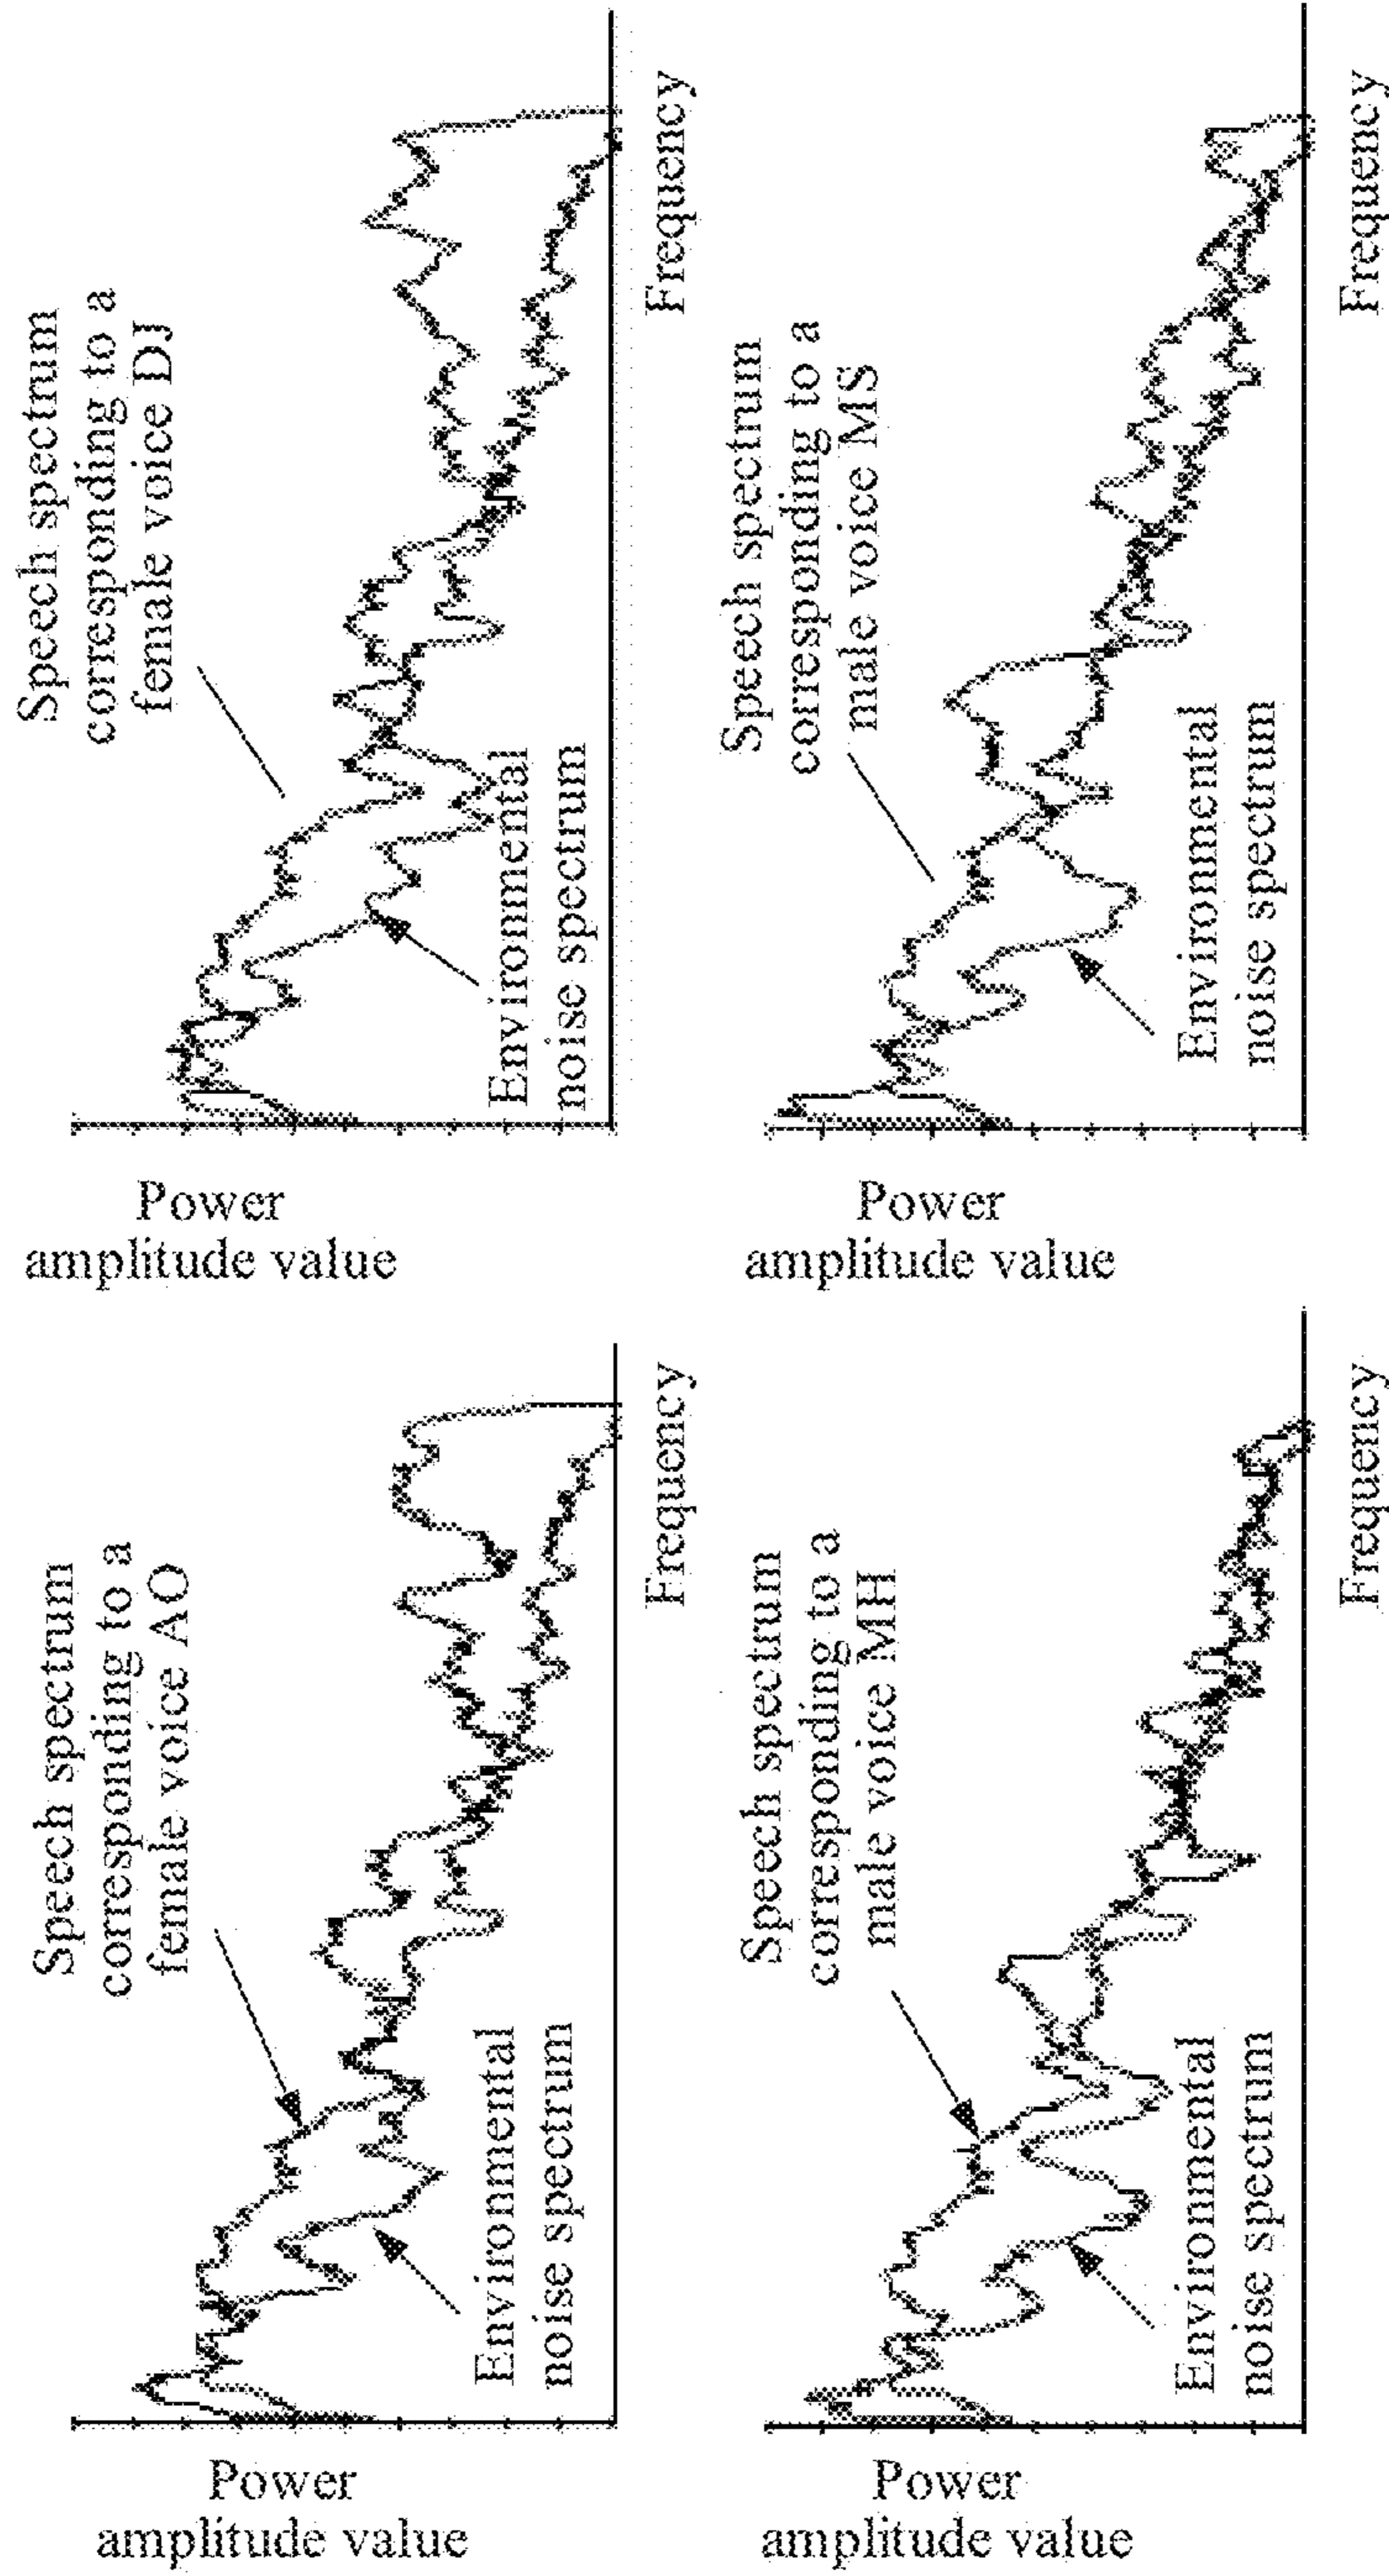 Speech spectrum
corresponding to a
female voice AO
Power
amplitude value
Environmental
noise spectrum
Frequency
Speech spectrum
corresponding to a
female voice DJ
Power
amplitude value
Environmental
noise spectrum
Frequency
Speech spectrum
corresponding to a
male voice MH
Power
amplitude value
Environmental
noise spectrum
Frequency
Speech spectrum
corresponding to a
male voice MS
Power
amplitude value
Environmental
noise spectrum
Frequency